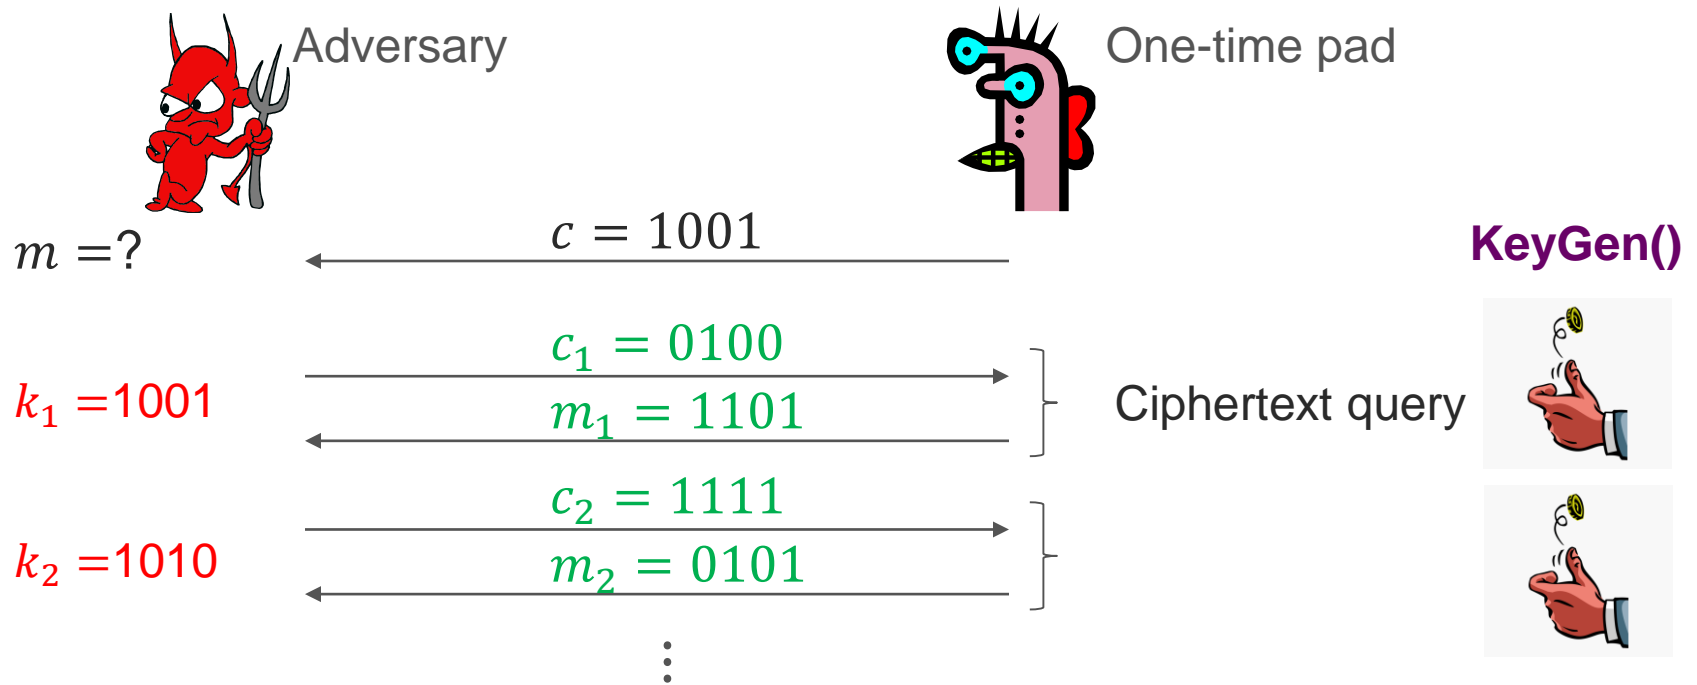 Adversary
One-time pad
m =?
c = 1001
KeyGen()
c₁ = 0100
k₁ =1001
m₁ = 1101
Ciphertext query
c₂ = 1111
k₂ =1010
m₂ = 0101
⋮